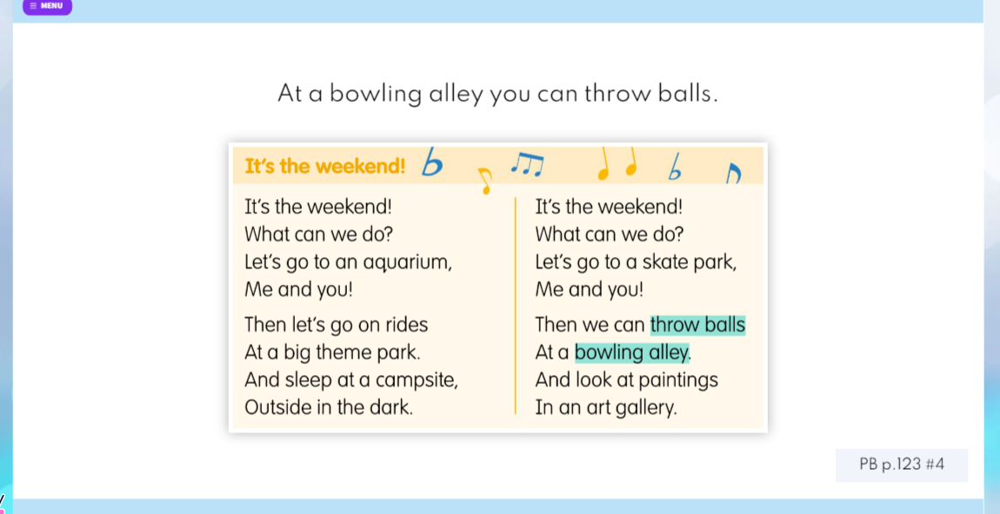 MENU
At a bowling alley you can throw balls.
It's the weekend!
It's the weekend!
What can we do?
Let's go to an aquarium,
Me and you!
Then let's go on rides
At a big theme park.
And sleep at a campsite,
Outside in the dark.
It's the weekend!
What can we do?
Let's go to a skate park,
Me and you!
Then we can throw balls
At a bowling alley.
And look at paintings
In an art gallery.
PB p.123 #4